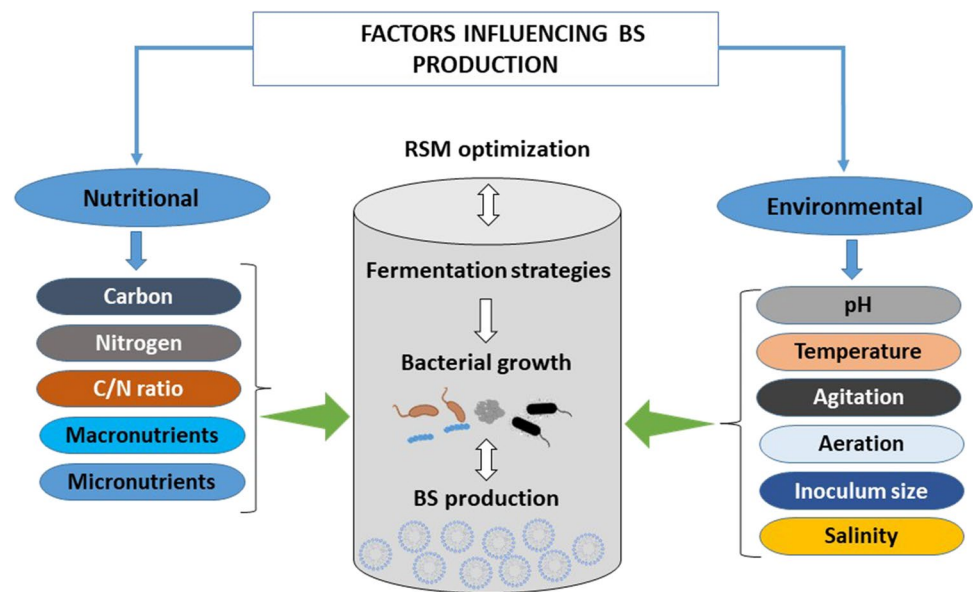 FACTORS INFLUENCING BS
PRODUCTION
Nutritional
Carbon
Nitrogen
C/N ratio
Macronutrients
Micronutrients
RSM optimization
Fermentation strategies
Bacterial growth
BS production
Environmental
pH
Temperature
Agitation
Aeration
Inoculum size
Salinity